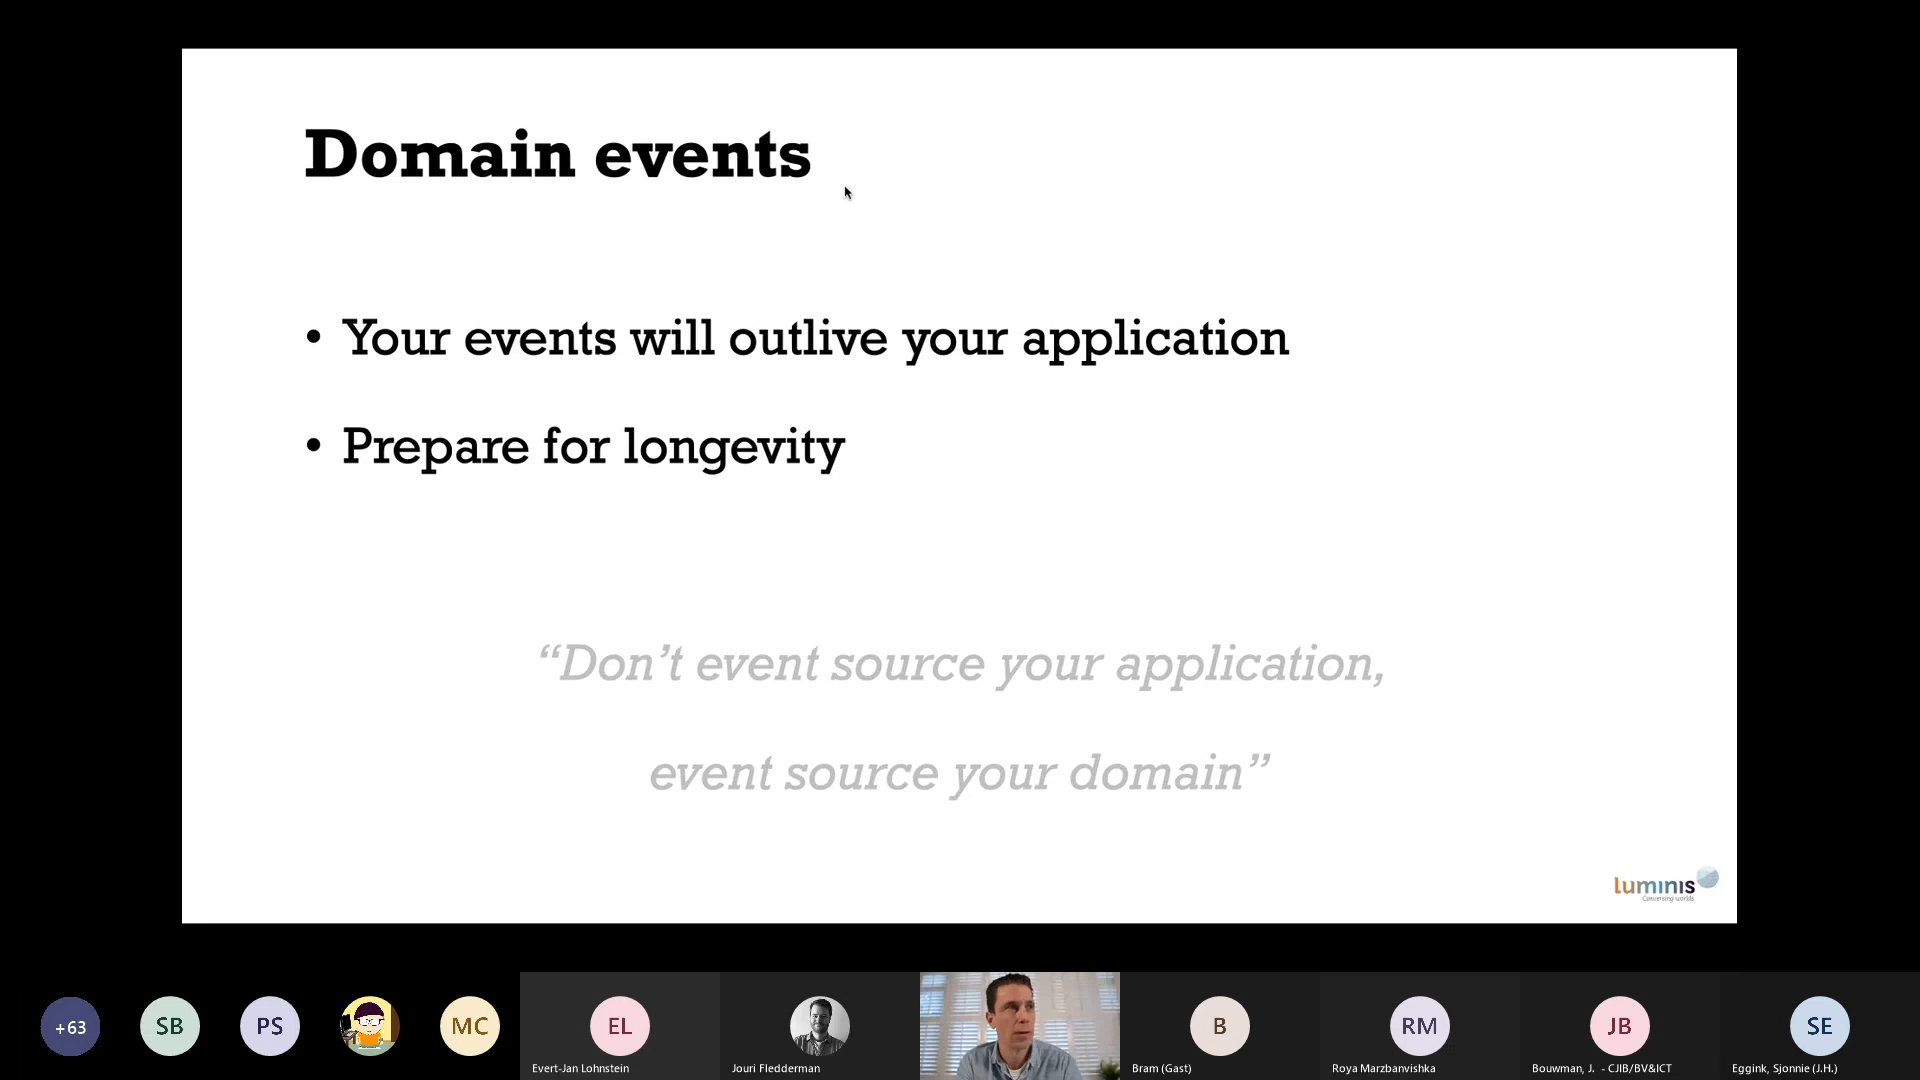 Domain events
• Your events will outlive your application
• Prepare for longevity
“Don’t event source your application,
event source your domain”
luminis
Conversing worlds
+63
SB
PS
MC
EL
B
RM
JB
SE
Evert-Jan Lohnstein
Jouri Fledderman
Bram (Gast)
Roya Marzbanvishka
Bouwman, J. - CJIB/BV&ICT
Eggink, Sjonnie (J.H.)